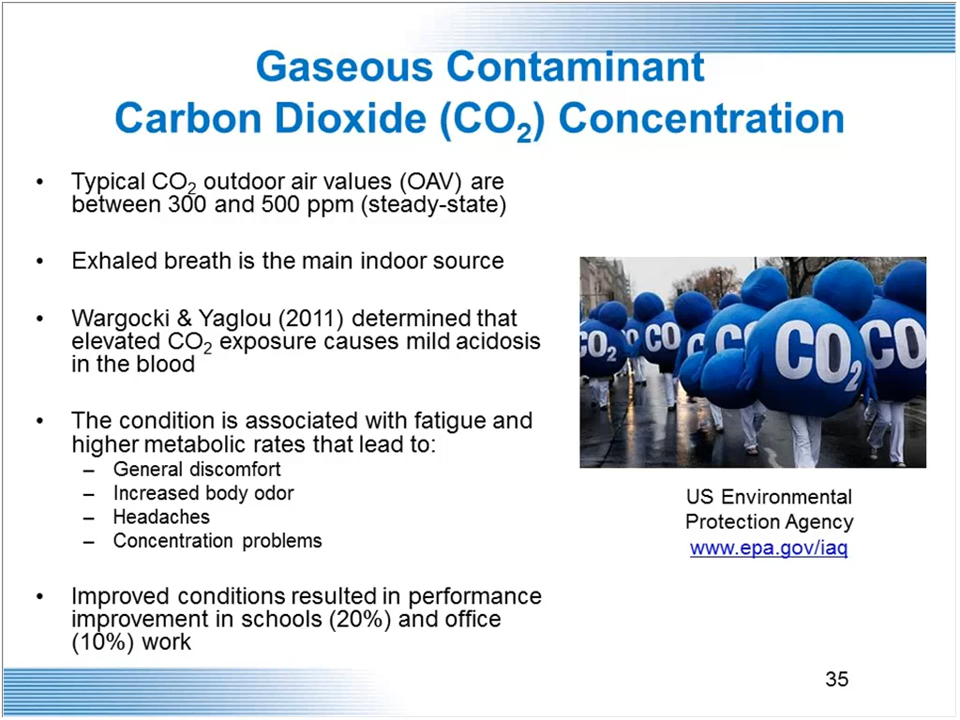 Gaseous Contaminant
Carbon Dioxide (CO₂) Concentration
• Typical CO₂ outdoor air values (OAV) are
between 300 and 500 ppm (steady-state)
• Exhaled breath is the main indoor source
• Wargocki & Yaglou (2011) determined that
elevated CO₂ exposure causes mild acidosis
in the blood
• The condition is associated with fatigue and
higher metabolic rates that lead to:
– General discomfort
– Increased body odor
– Headaches
– Concentration problems
• Improved conditions resulted in performance
improvement in schools (20%) and office
(10%) work
CO₂ CO C CO₂ CO
US Environmental
Protection Agency
www.epa.gov/iaq
35